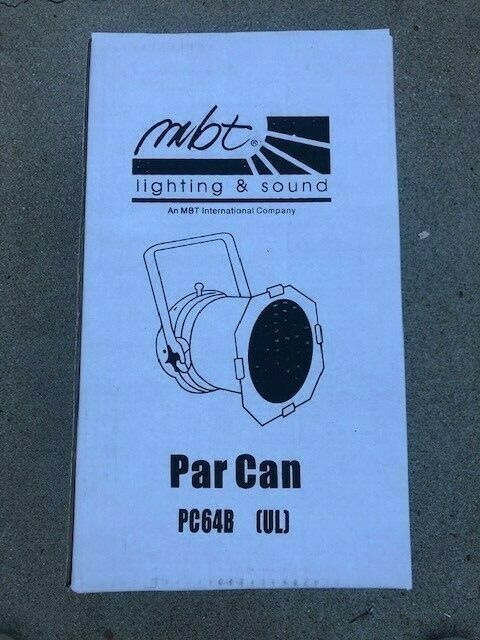 mbt®
lighting & sound
An MBT International Company
Par Can
PC64B (UL)